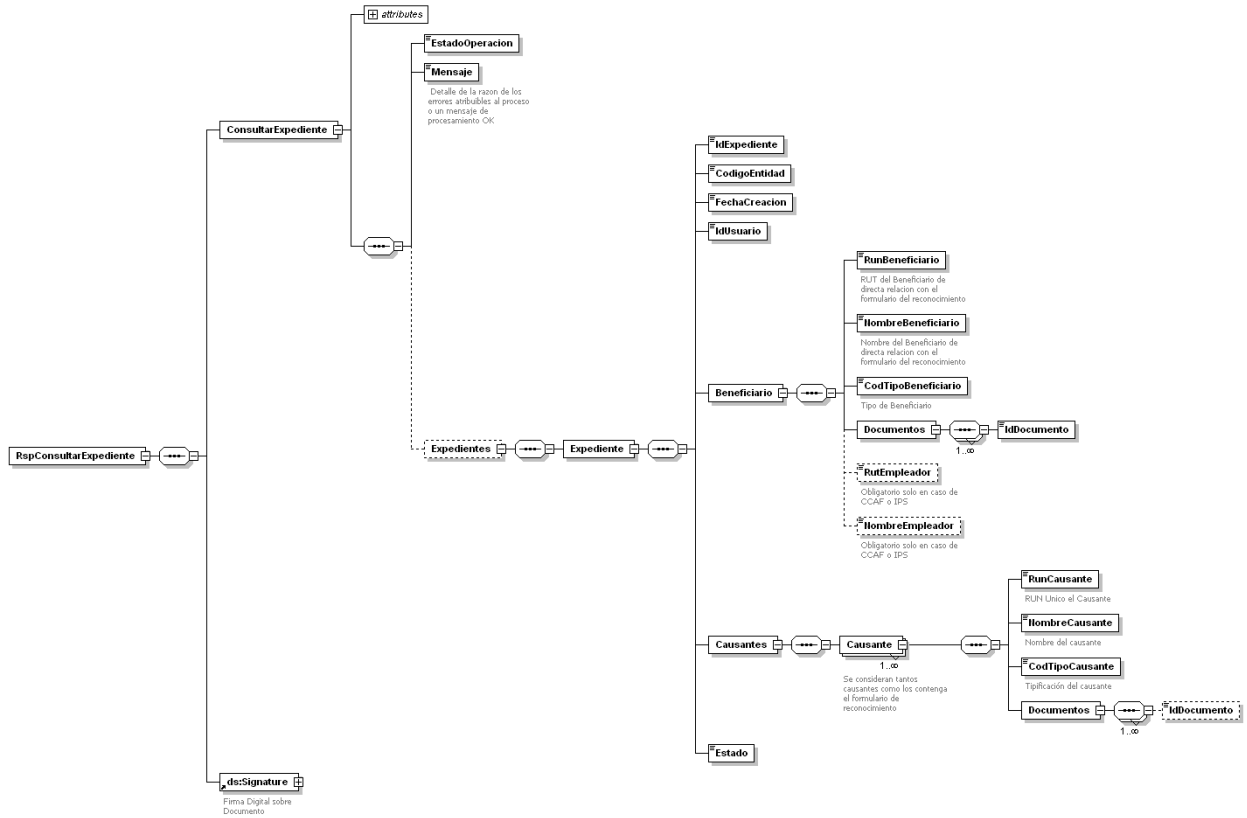 attributes
EstadoOperacion
Mensaje
Detalle de la razon de los
errores atribuibles al proceso
o un mensaje de
procesamiento OK
ConsultarExpediente
IdExpediente
CodigoEntidad
FechaCreacion
IdUsuario
RunBeneficiario
RUT del Beneficiario de
directa relacion con el
formulario del reconocimiento
NombreBeneficiario
Nombre del Beneficiario de
directa relacion con el
formulario del reconocimiento
CodTipoBeneficiario
Tipo de Beneficiario
Beneficiario
Documentos
IdDocumento
1..∞
RspConsultarExpediente
Expedientes
Expediente
RutEmpleador
Obligatorio solo en caso de
CCAF o IPS
NombreEmpleador
Obligatorio solo en caso de
CCAF o IPS
RunCausante
RUN Unico el Causante
NombreCausante
Nombre del causante
Causantes
Causante
1..∞
Se consideran tantos
causantes como los contenga
el formulario de
reconocimiento
CodTipoCausante
Tipificación del causante
Documentos
IdDocumento
1..∞
Estado
ds:Signature
Firma Digital sobre
Documento